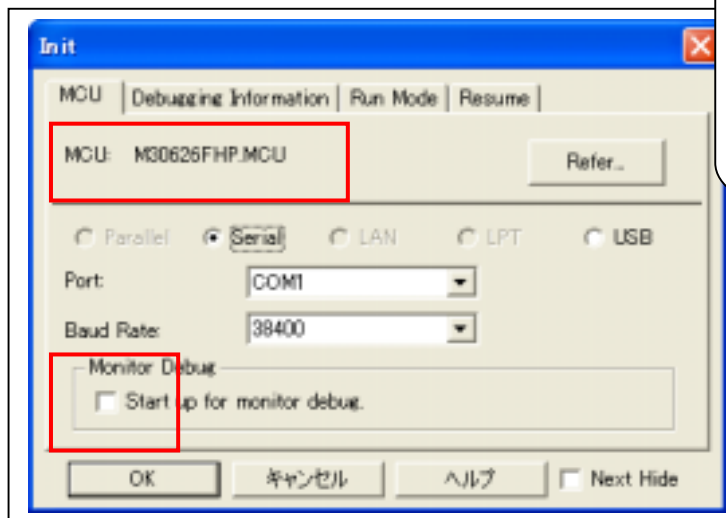 Init
MCU Debugging Information Run Mode Resume
MCU: M30626FHP.MCU Refer...
Parallel Serial LAN LPT USB
Port: COM1
Baud Rate: 38400
Monitor Debug
Start up for monitor debug.
OK キャンセル ヘルプ Next Hide